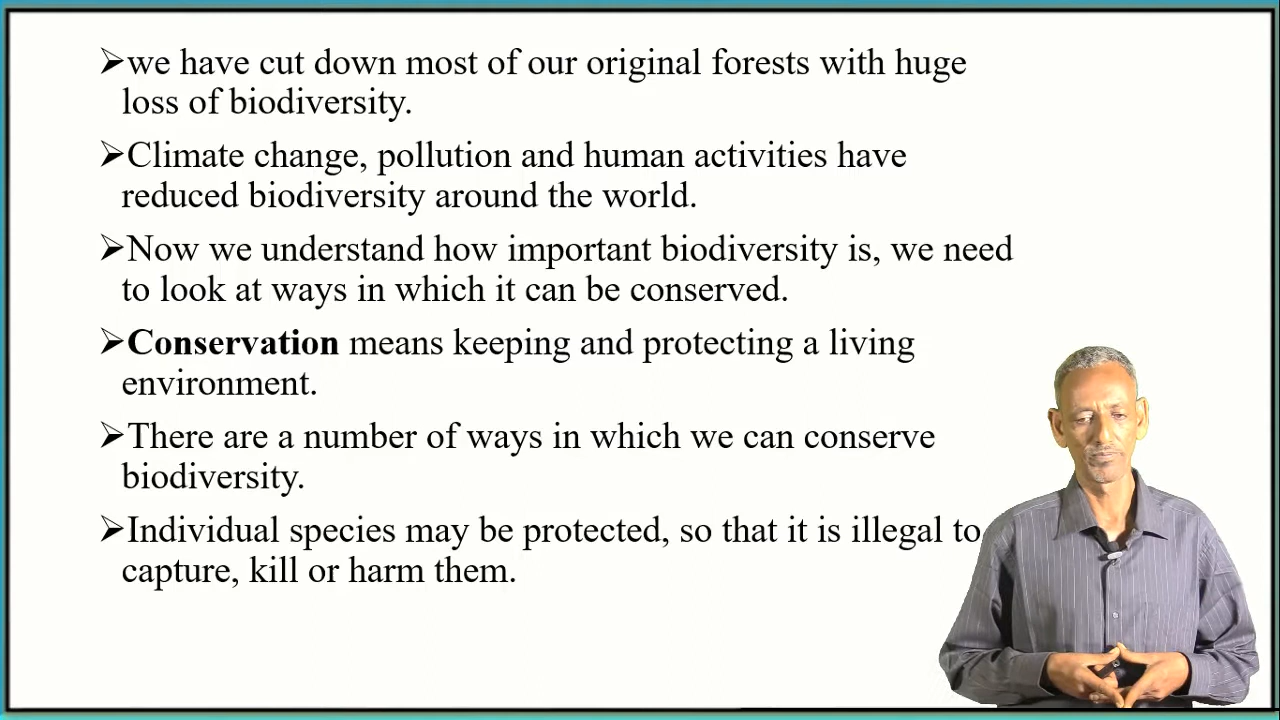 ➢we have cut down most of our original forests with huge
loss of biodiversity.
➢Climate change, pollution and human activities have
reduced biodiversity around the world.
➢Now we understand how important biodiversity is, we need
to look at ways in which it can be conserved.
➢Conservation means keeping and protecting a living
environment.
➢There are a number of ways in which we can conserve
biodiversity.
➢Individual species may be protected, so that it is illegal to
capture, kill or harm them.